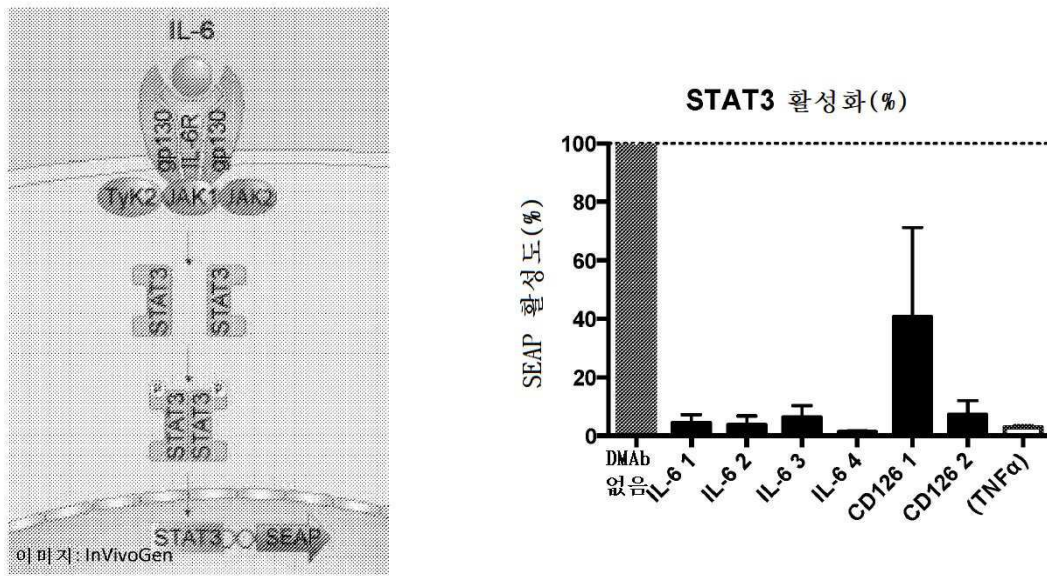 IL-6
gp130
IL-6R
gp130
TyK2 JAK1 JAK2
STAT3 STAT3
P P
STAT3
STAT3
STAT3 SEAP
이미지: InVivoGen
STAT3 활성화(%)
SEAP 활성도(%)
100
80
60
40
20
0
DMAb 없음
IL-6 1
IL-6 2
IL-6 3
IL-6 4
CD126 1
CD126 2
(TNFα)